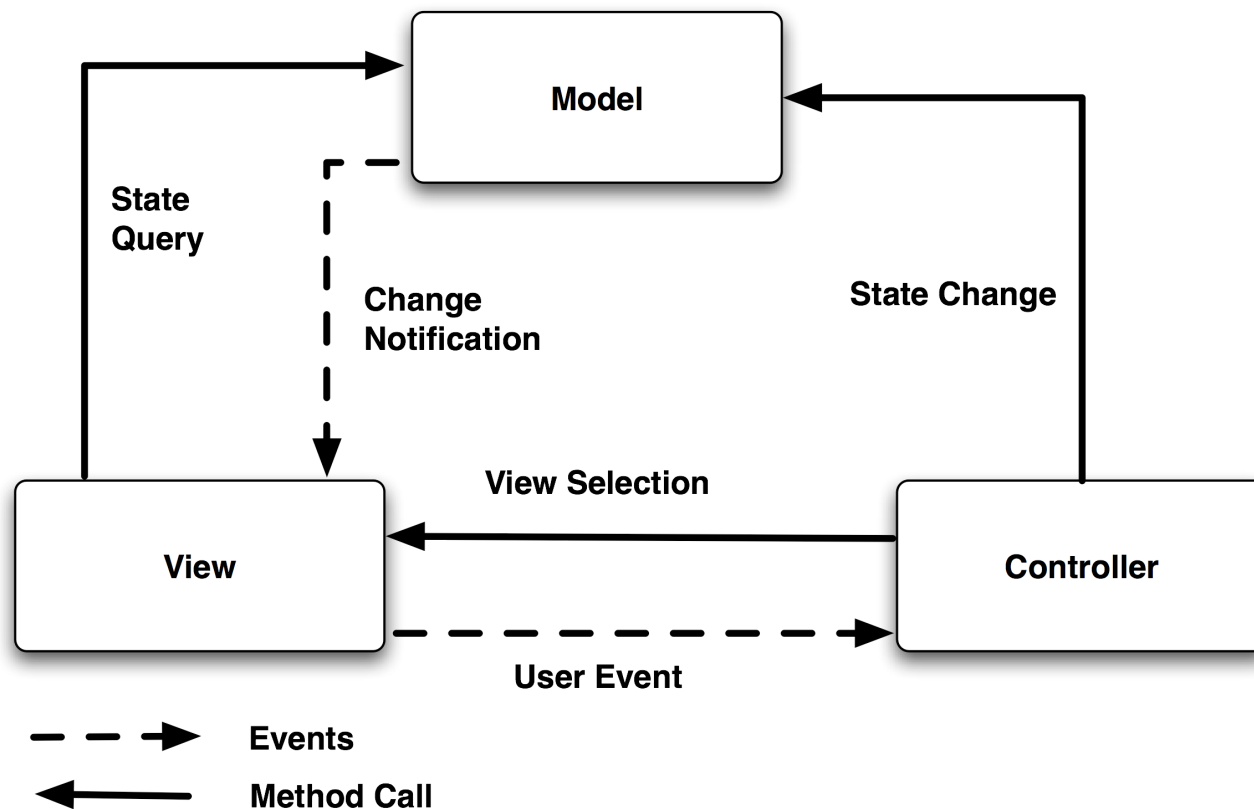 Model
State
Query
Change
Notification
State Change
View Selection
View
Controller
User Event
Events
Method Call